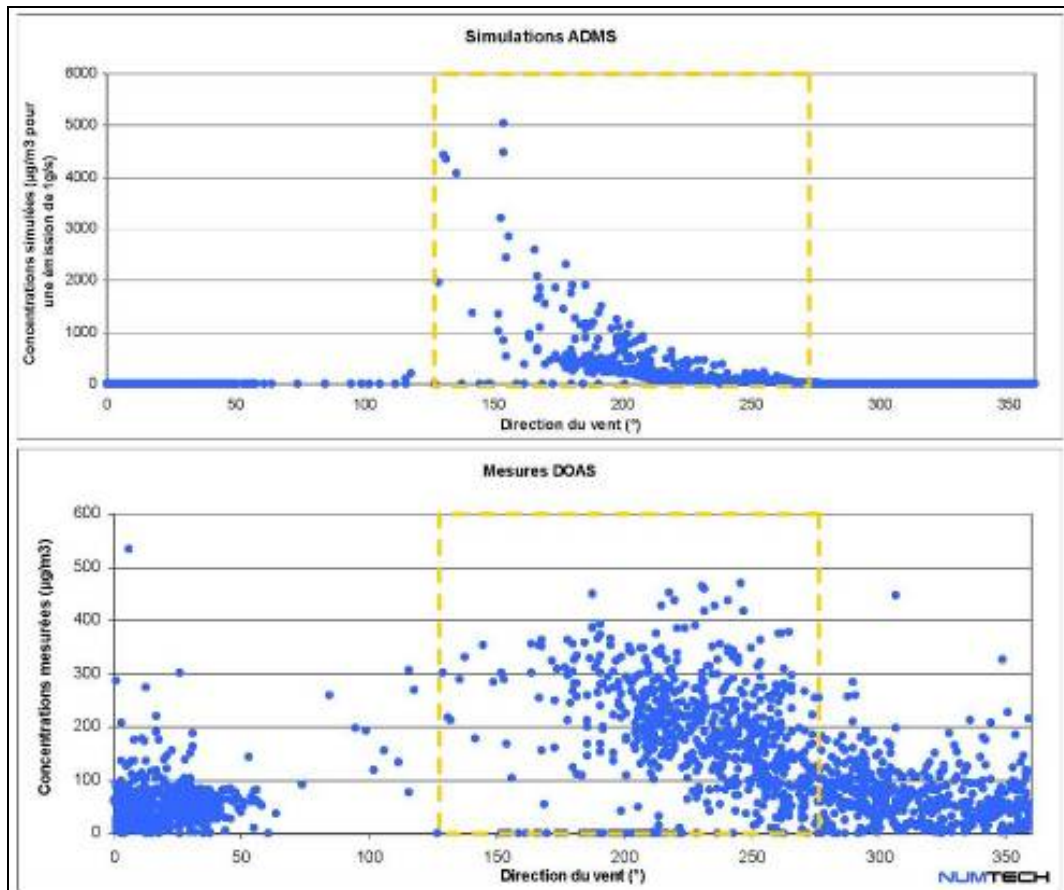 Simulations ADMS
Concentrations simulées (µg/m3 pour
une émission de 1g/s)
6000
5000
4000
3000
2000
1000
0
0 50 100 150 200 250 300 350
Direction du vent (°)
Mesures DOAS
Concentrations mesurées (µg/m3)
600
500
400
300
200
100
0
0 50 100 150 200 250 300 350
Direction du vent (°)
NUMTECH